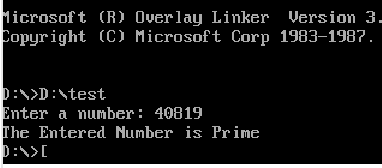 Microsoft (R) Overlay Linker  Version 3.
Copyright (C) Microsoft Corp 1983-1987.
D:\>D:\test
Enter a number: 40819
The Entered Number is Prime
D:\>[